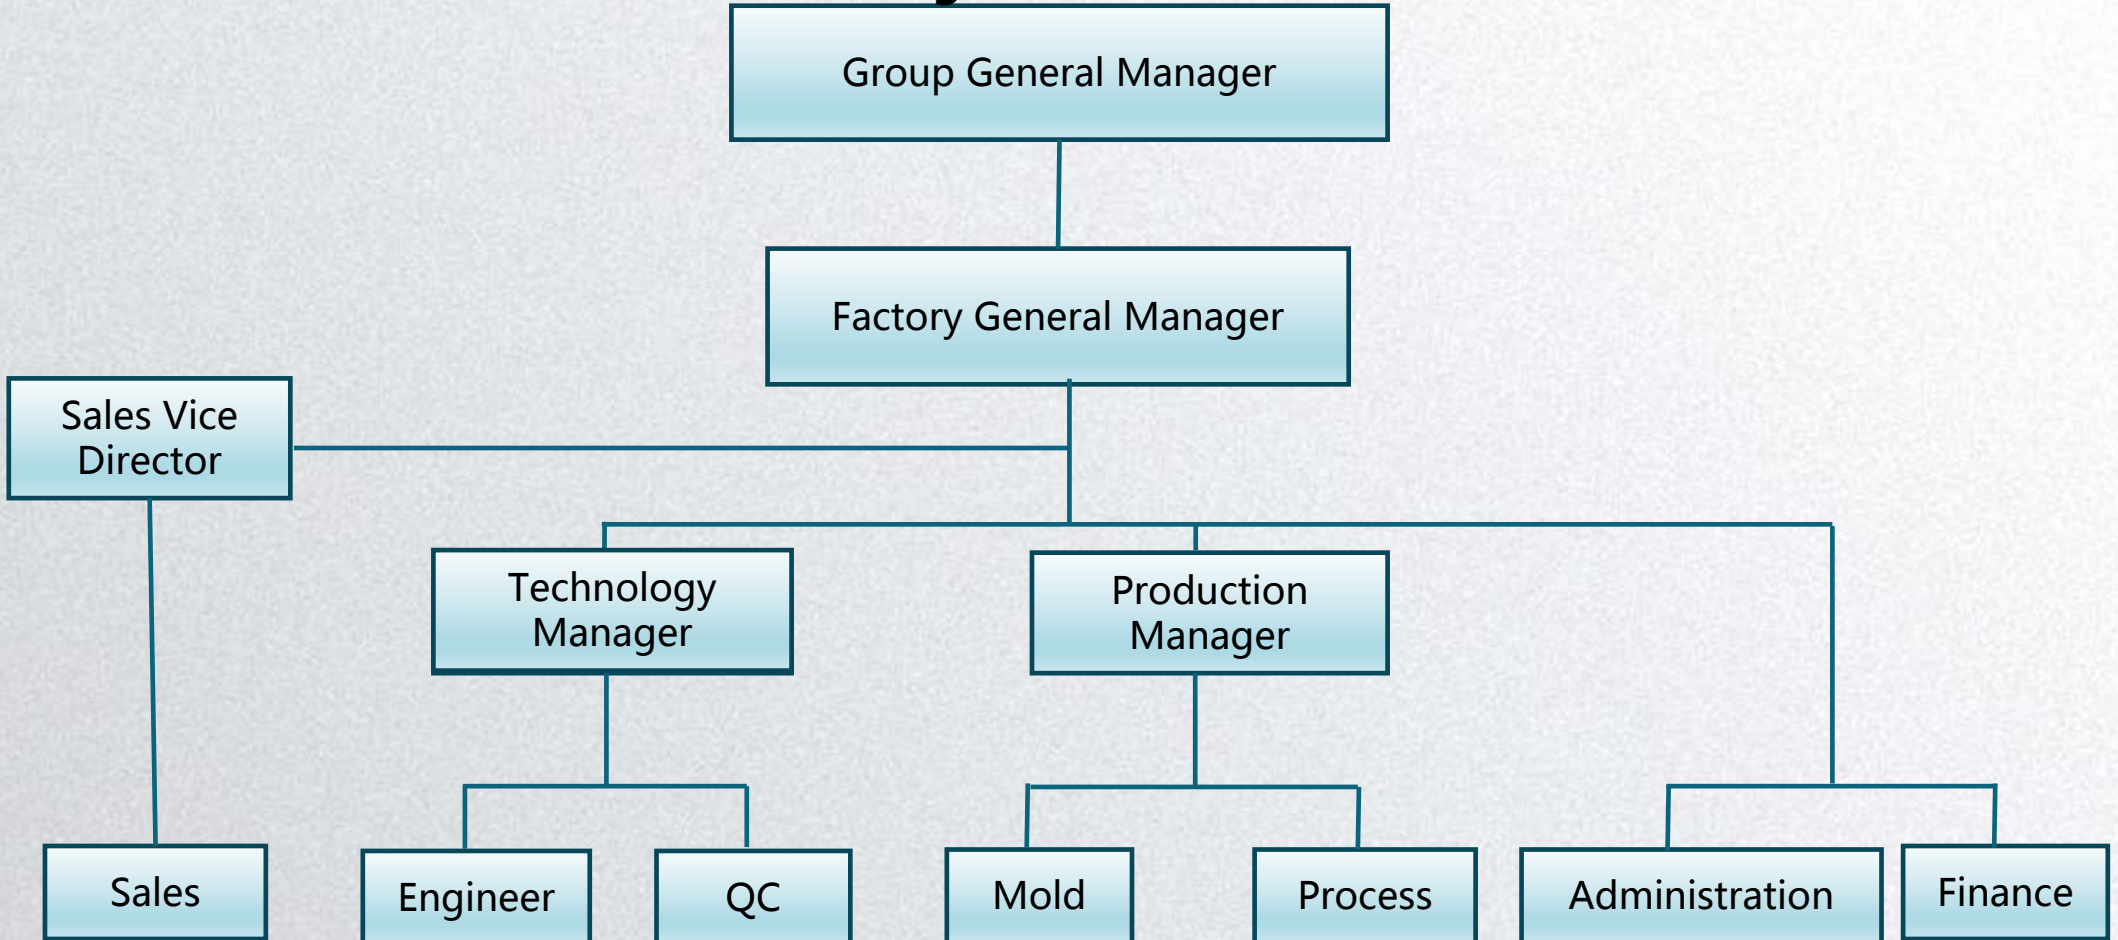 Group General Manager
Factory General Manager
Sales Vice
Director
Technology
Manager
Production
Manager
Sales
Engineer
QC
Mold
Process
Administration
Finance